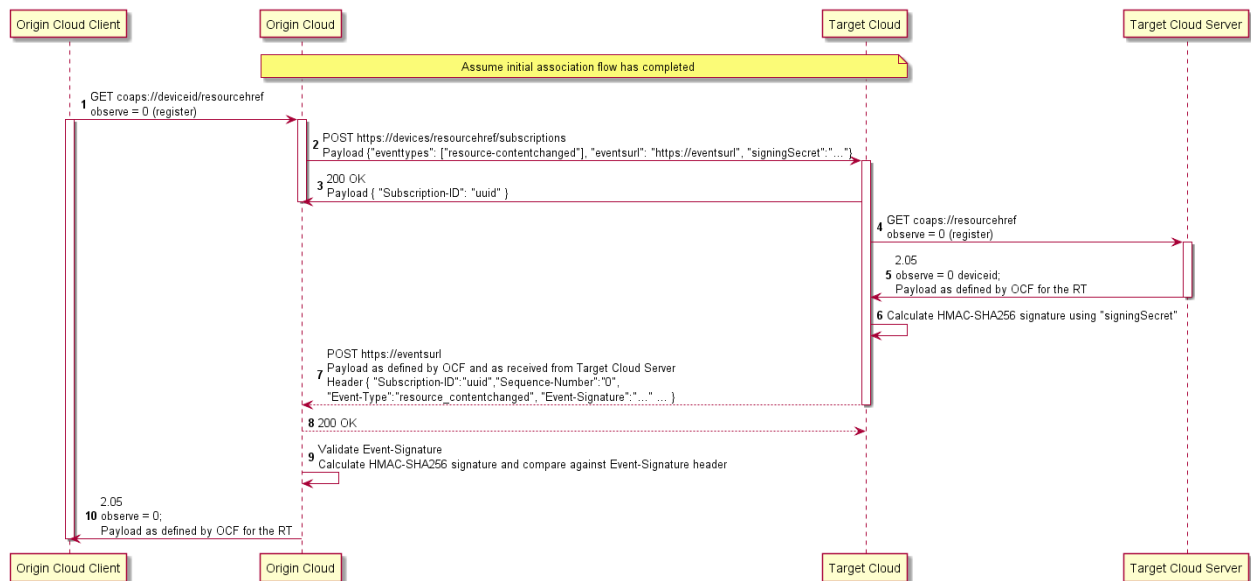 Origin Cloud Client
Origin Cloud
Target Cloud
Target Cloud Server
Assume initial association flow has completed
1 GET coaps://deviceid/resourcehref
observe = 0 (register)
2 POST https://devices/resourcehref/subscriptions
Payload {"eventtypes": ["resource-contentchanged"], "eventsurl": "https://eventsurl", "signingSecret":"..."}
3 200 OK
Payload { "Subscription-ID": "uuid" }
4 GET coaps://resourcehref
observe = 0 (register)
2.05
5 observe = 0 deviceid;
Payload as defined by OCF for the RT
6 Calculate HMAC-SHA256 signature using "signingSecret"
POST https://eventsurl
Payload as defined by OCF and as received from Target Cloud Server
7 Header { "Subscription-ID":"uuid","Sequence-Number":"0",
"Event-Type":"resource_contentchanged", "Event-Signature":"..." ... }
8 200 OK
9 Validate Event-Signature
Calculate HMAC-SHA256 signature and compare against Event-Signature header
2.05
10 observe = 0;
Payload as defined by OCF for the RT
Origin Cloud Client
Origin Cloud
Target Cloud
Target Cloud Server